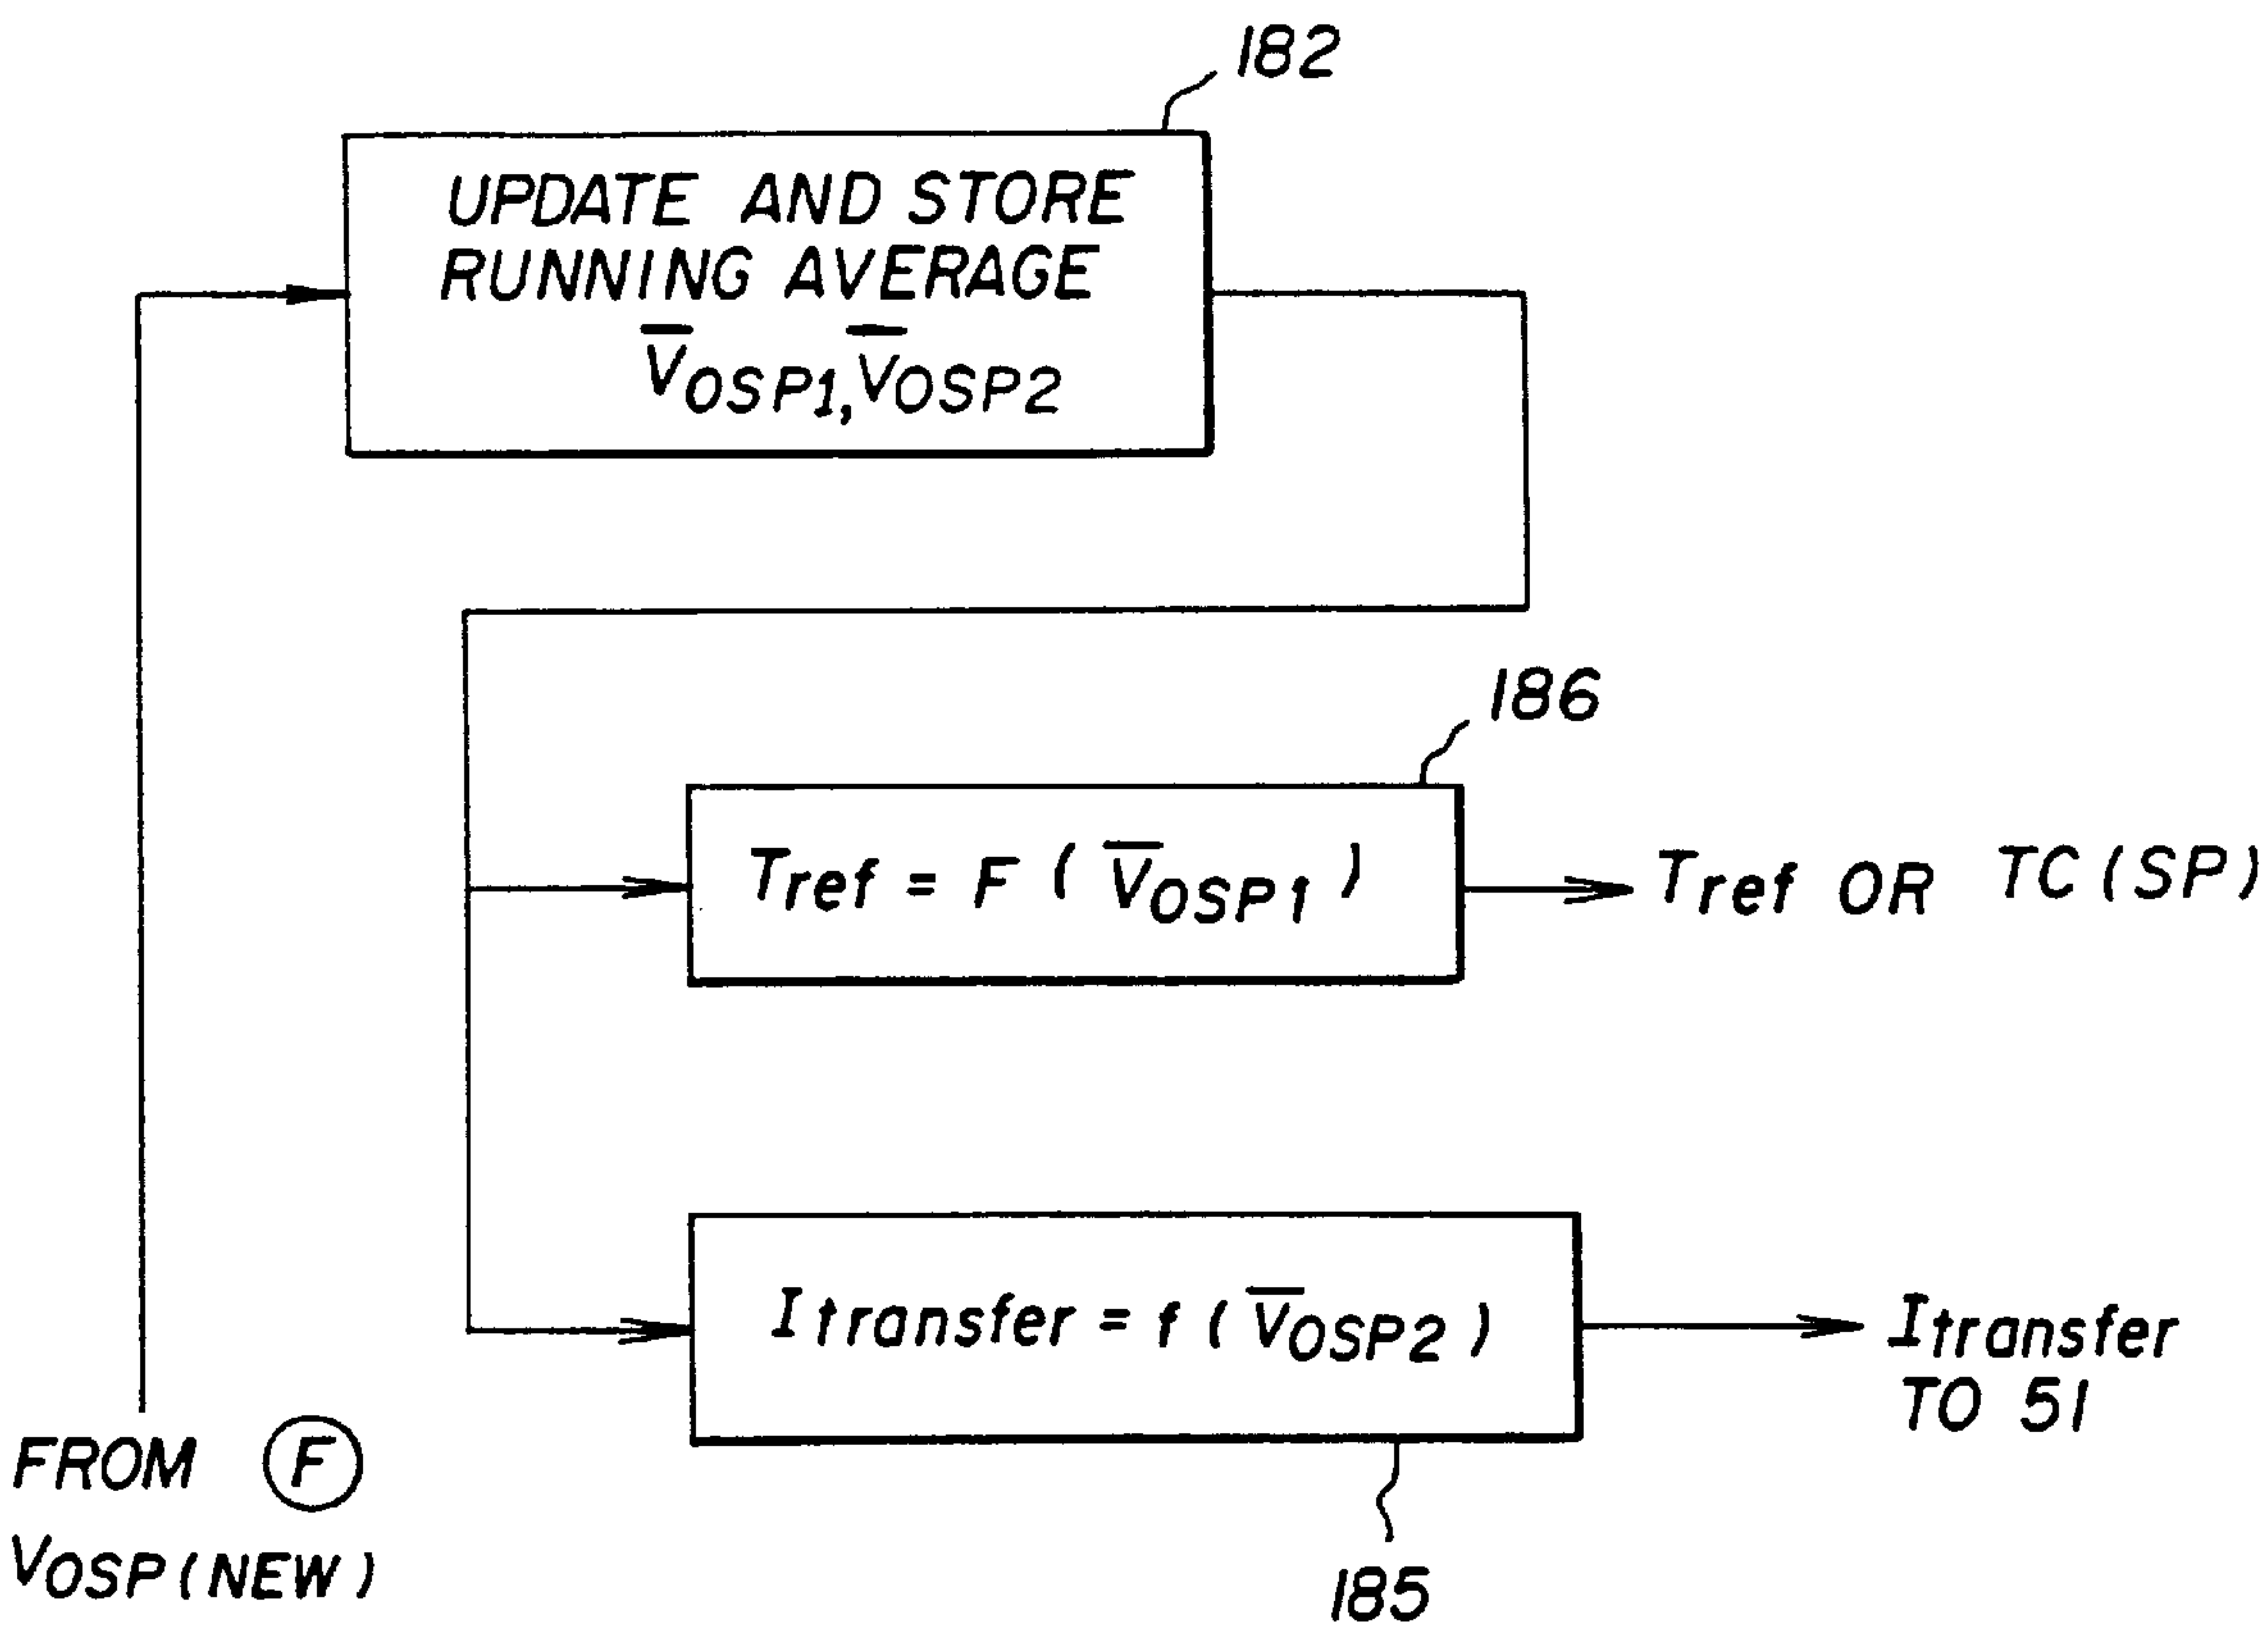 182
UPDATE AND STORE
RUNNING AVERAGE
V̅OSP1, V̅OSP2
186
Tref = F ( V̅OSP1 )
Tref OR TC (SP)
Itransfer = f ( V̅OSP2 )
Itransfer
TO 51
FROM F
VOSP (NEW)
185